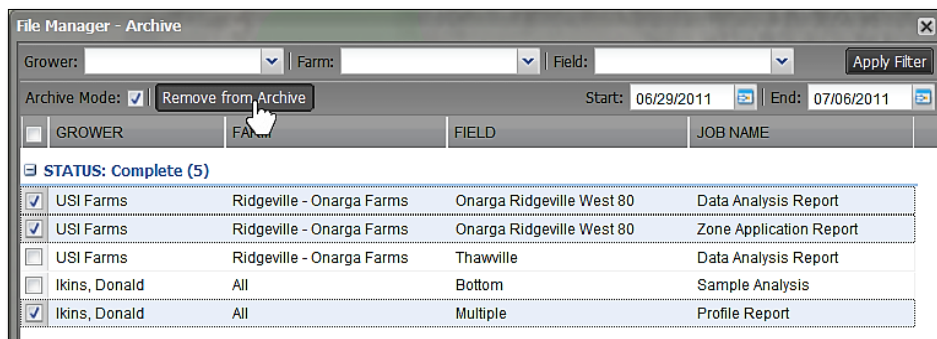 File Manager - Archive
Grower: Farm: Field: Apply Filter
Archive Mode: Remove from Archive Start: 06/29/2011 End: 07/06/2011
GROWER FARM FIELD JOB NAME
STATUS: Complete (5)
USI Farms Ridgeville - Onarga Farms Onarga Ridgeville West 80 Data Analysis Report
USI Farms Ridgeville - Onarga Farms Onarga Ridgeville West 80 Zone Application Report
USI Farms Ridgeville - Onarga Farms Thawville Data Analysis Report
Ikins, Donald All Bottom Sample Analysis
Ikins, Donald All Multiple Profile Report